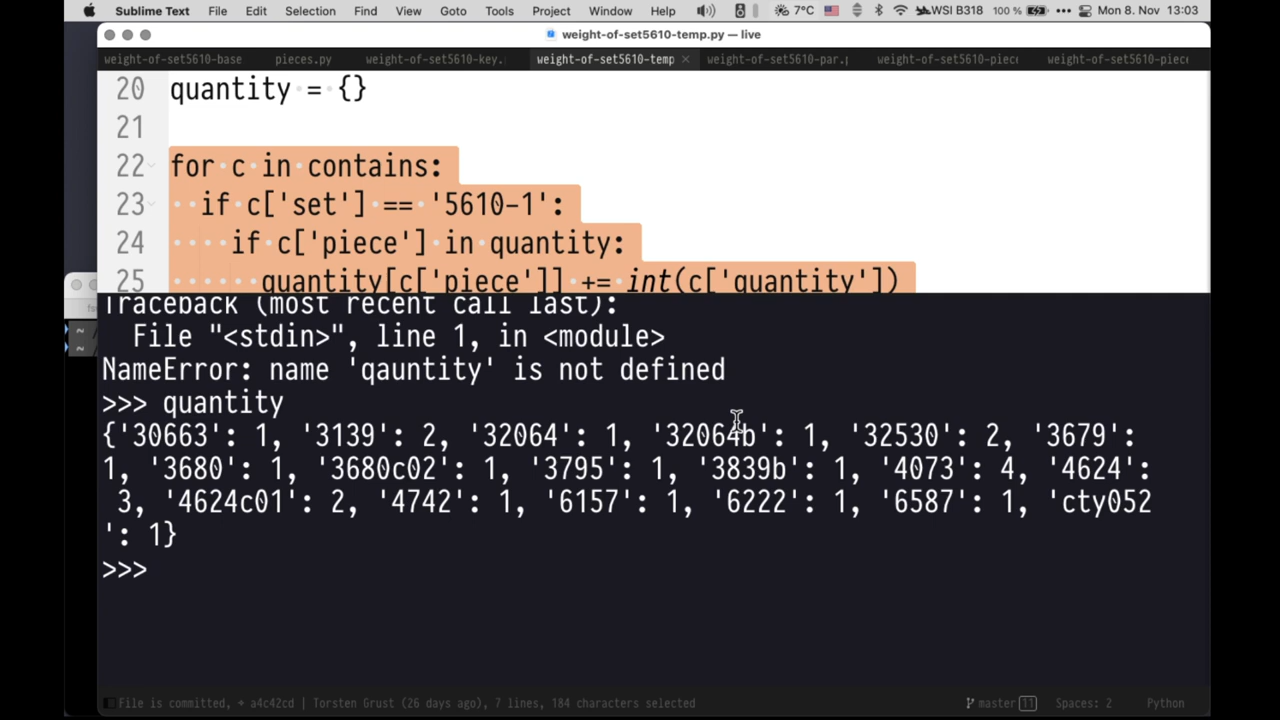 Sublime Text File Edit Selection Find View Goto Tools Project Window Help 7°C WSI B318 100 % Mon 8. Nov 13:03
weight-of-set5610-temp.py — live
weight-of-set5610-base pieces.py weight-of-set5610-key. weight-of-set5610-temp × weight-of-set5610-par.p weight-of-set5610-piece weight-of-set5610-piece
20 quantity = {}
21
22 for c in contains:
23 if c['set'] == '5610-1':
24 if c['piece'] in quantity:
25 quantity[c['piece']] += int(c['quantity'])
Traceback (most recent call last):
File "<stdin>", line 1, in <module>
NameError: name 'qauntity' is not defined
>>> quantity
{'30663': 1, '3139': 2, '32064': 1, '32064b': 1, '32530': 2, '3679':
1, '3680': 1, '3680c02': 1, '3795': 1, '3839b': 1, '4073': 4, '4624':
3, '4624c01': 2, '4742': 1, '6157': 1, '6222': 1, '6587': 1, 'cty052
': 1}
>>>
File is committed, → a4c42cd | Torsten Grust (26 days ago), 7 lines, 184 characters selected master 11 Spaces: 2 Python